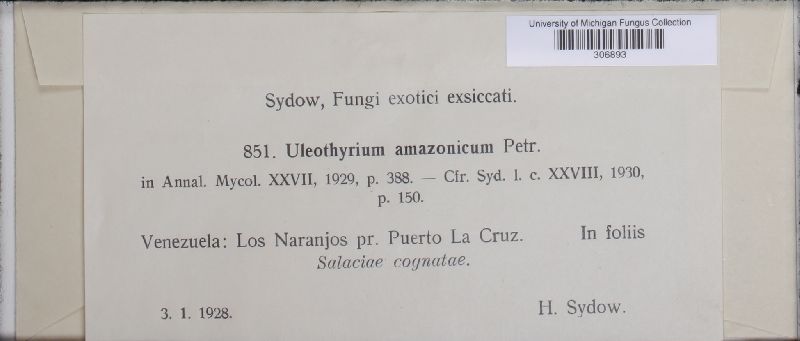 University of Michigan Fungus Collection
306893
Sydow, Fungi exotici exsiccati.
851. Uleothyrium amazonicum Petr.
in Annal. Mycol. XXVII, 1929, p. 388. — Cfr. Syd. l. c. XXVIII, 1930,
p. 150.
Venezuela: Los Naranjos pr. Puerto La Cruz. In foliis
Salaciae cognatae.
3. 1. 1928. H. Sydow.